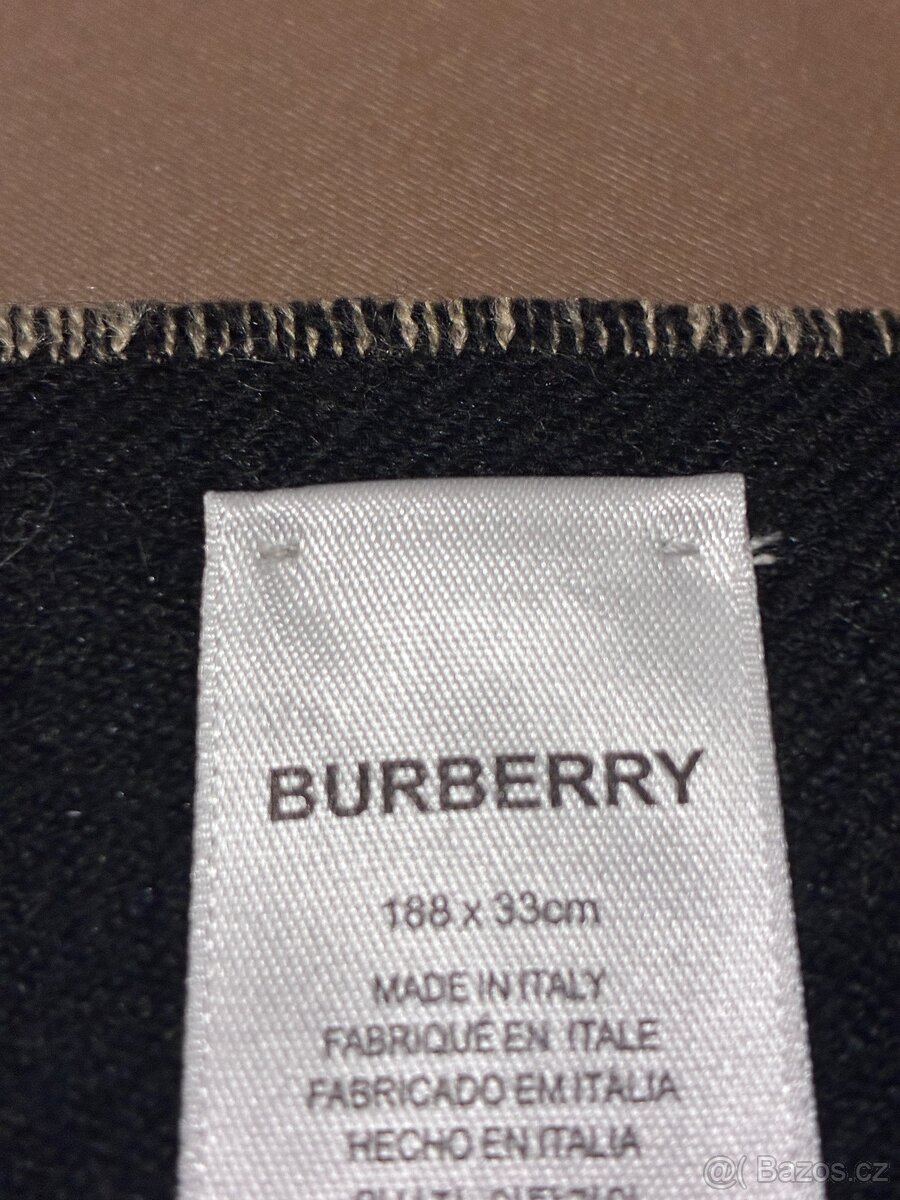 BURBERRY
188 x 33cm
MADE IN ITALY
FABRIQUÉ EN ITALE
FABRICADO EM ITALIA
HECHO EN ITALIA
@( Bazos.cz